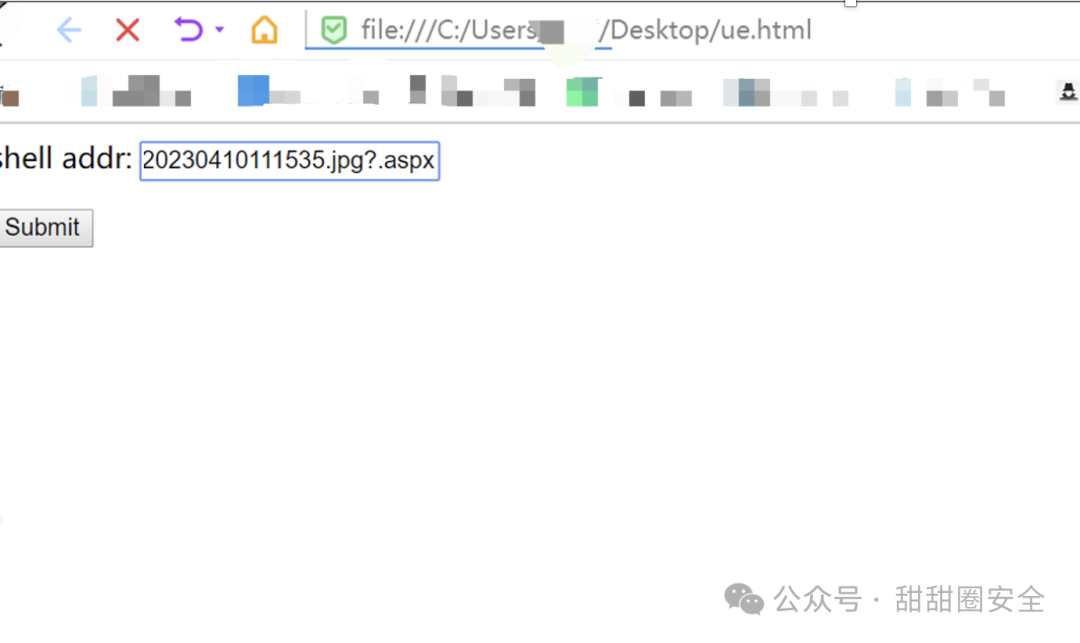 file:///C:/Users/ /Desktop/ue.html
shell addr: 20230410111535.jpg?.aspx
Submit
公众号 · 甜甜圈安全